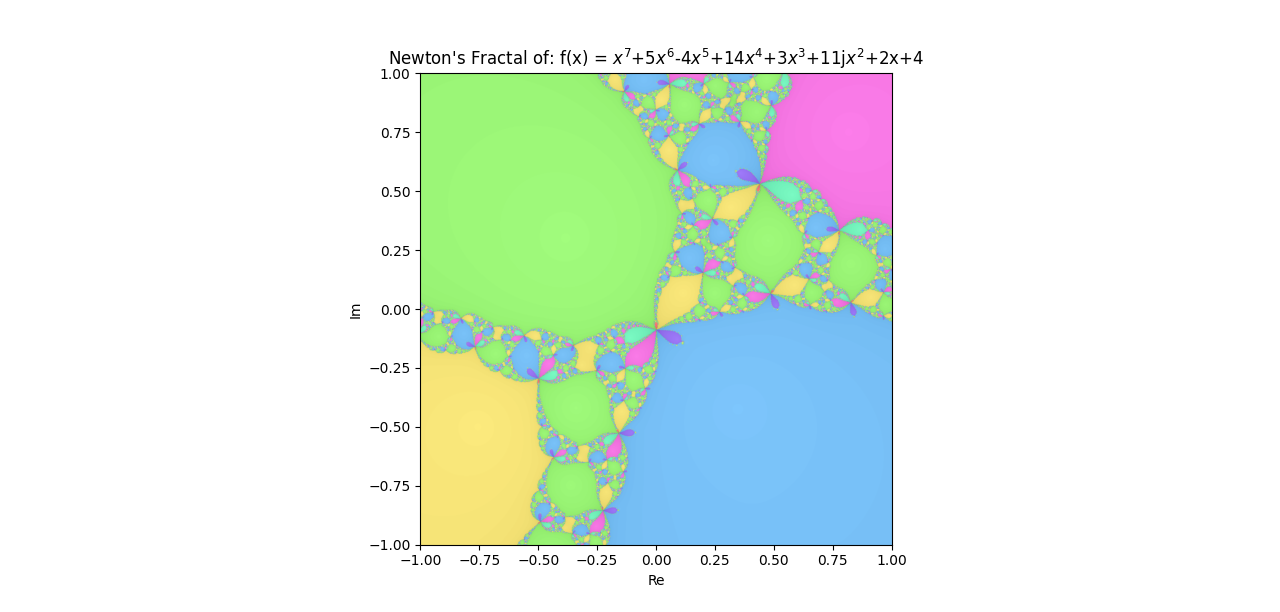 Newton's Fractal of: f(x) = x⁷+5x⁶-4x⁵+14x⁴+3x³+11jx²+2x+4
1.00
0.75
0.50
0.25
0.00
−0.25
−0.50
−0.75
−1.00
Im
−1.00 −0.75 −0.50 −0.25 0.00 0.25 0.50 0.75 1.00
Re